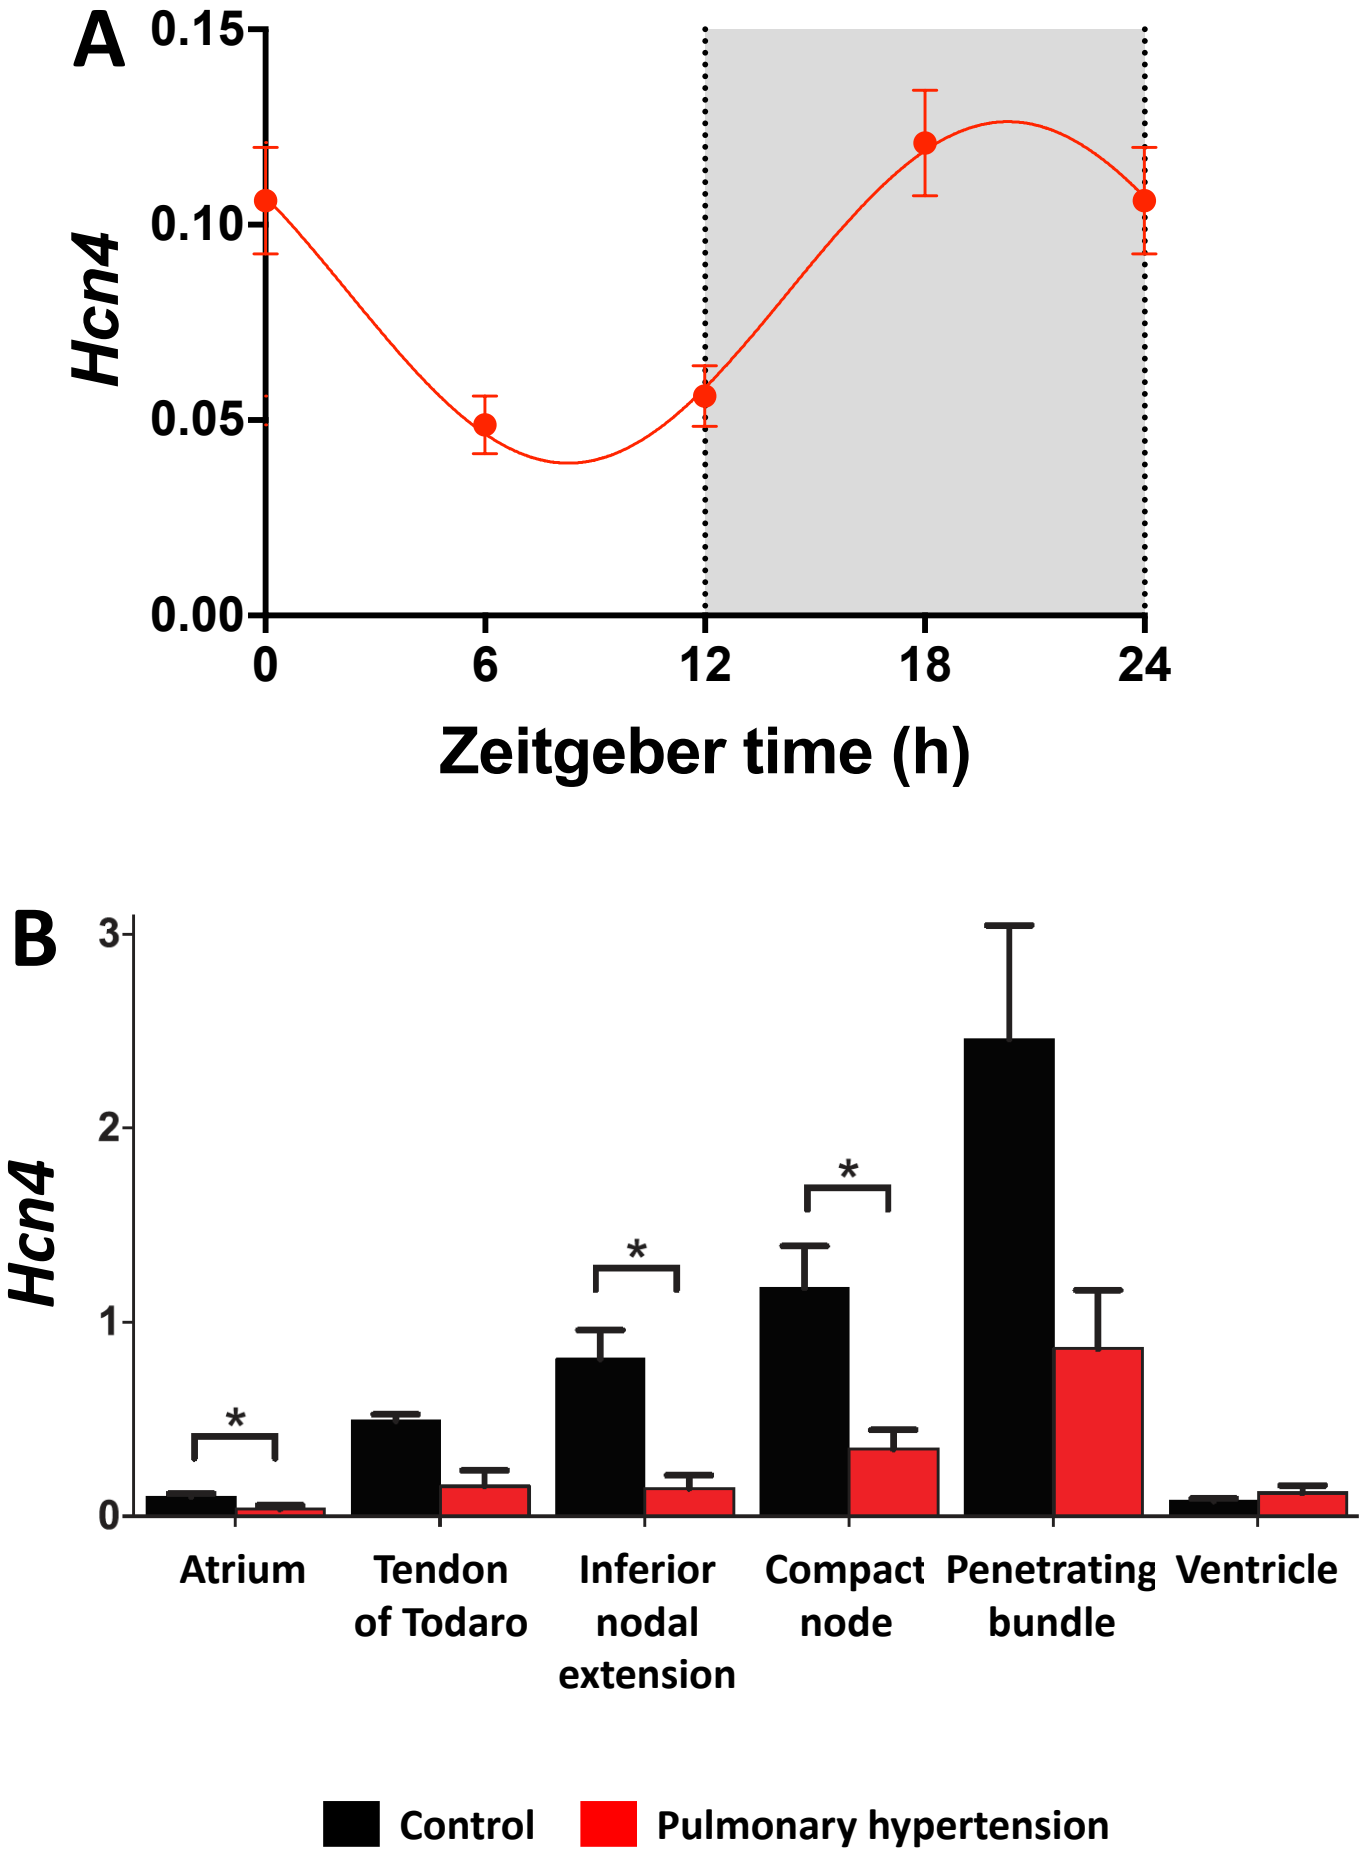 A
0.15
0.10
0.05
0.00
Hcn4
0 6 12 18 24
Zeitgeber time (h)
B
3
2
1
0
Hcn4
*
*
*
Atrium Tendon Inferior Compact Penetrating Ventricle
of Todaro nodal node bundle
extension
Control Pulmonary hypertension